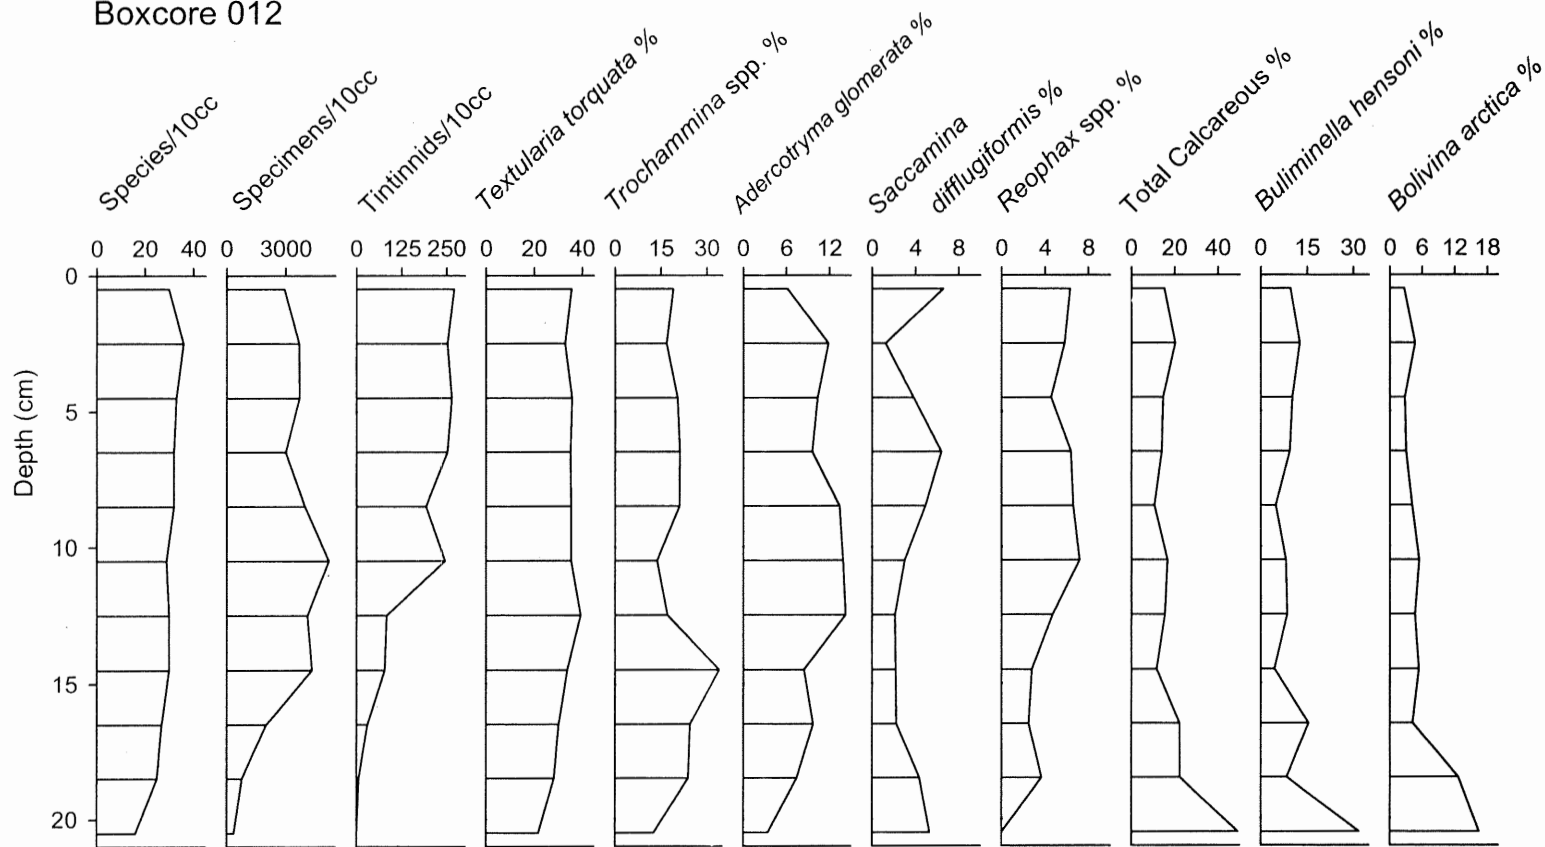 Boxcore 012
Species/10cc
Specimens/10cc
Tintinnids/10cc
Textularia torquata %
Trochammina spp. %
Adercotryma glomerata %
Saccamina
difflugiformis %
Reophax spp. %
Total Calcareous %
Buliminella hensoni %
Bolivina arctica %
0 20 40 0 3000 0 125 250 0 20 40 0 15 30 0 6 12 0 4 8 0 4 8 0 20 40 0 15 30 0 6 12 18
0
5
10
15
20
Depth (cm)